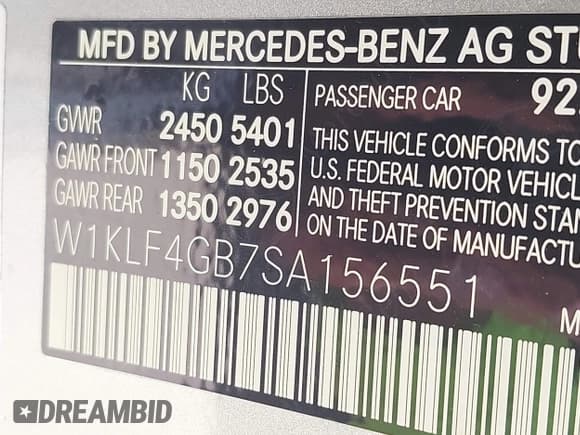 MFD BY MERCEDES-BENZ AG
KG LBS
GVWR 2450 5401
GAWR FRONT 1150 2535
GAWR REAR 1350 2976
PASSENGER CAR 92
THIS VEHICLE CONFORMS TO
U.S. FEDERAL MOTOR
AND THEFT PREVENTION
ON THE DATE OF
W1KLF4GB7SA156551
M
DREAMBID